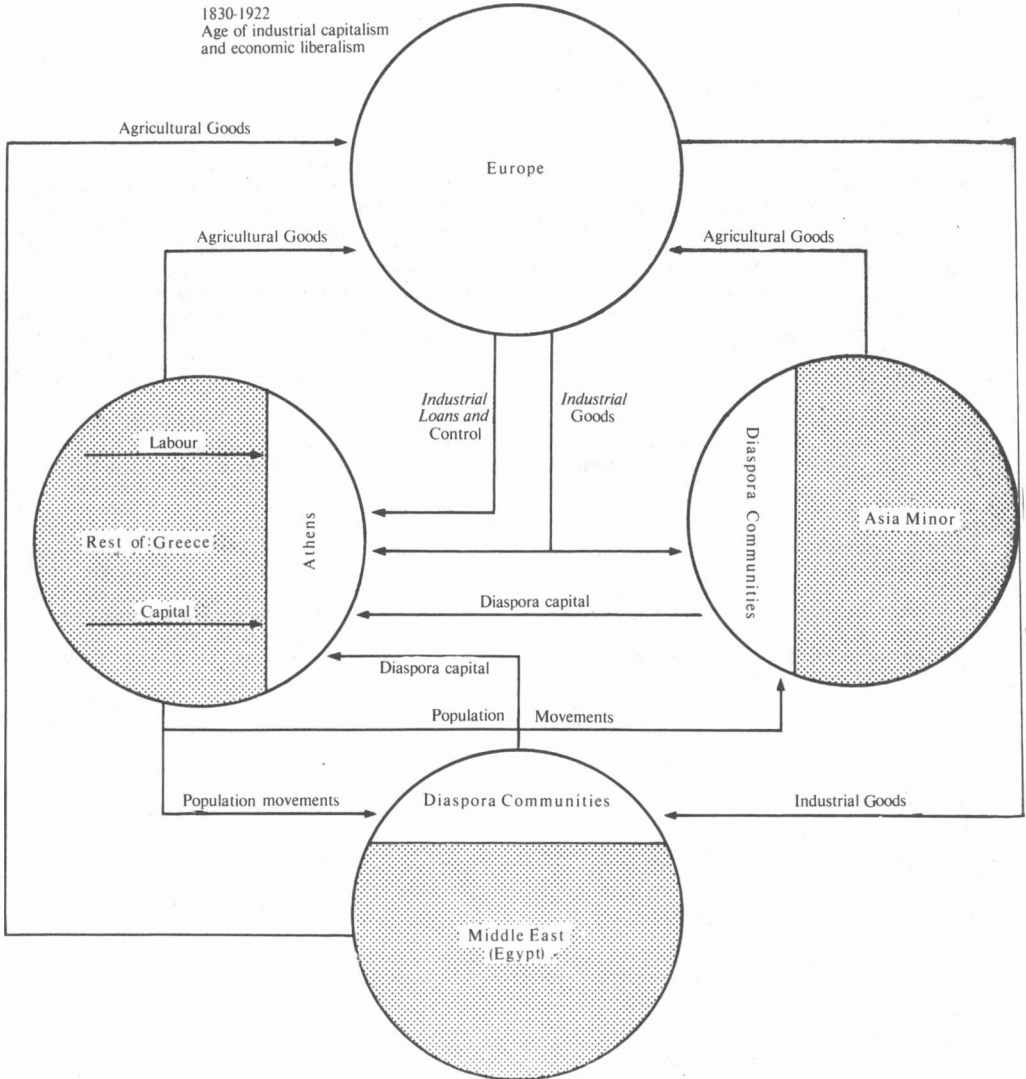 1830-1922
Age of industrial capitalism
and economic liberalism
Agricultural Goods
Europe
Agricultural Goods
Agricultural Goods
Industrial
Loans and
Control
Industrial
Goods
Labour
Rest of Greece
Capital
Athens
Diaspora Communities
Asia Minor
Diaspora capital
Diaspora capital
Population Movements
Population movements
Diaspora Communities
Industrial Goods
Middle East
(Egypt)